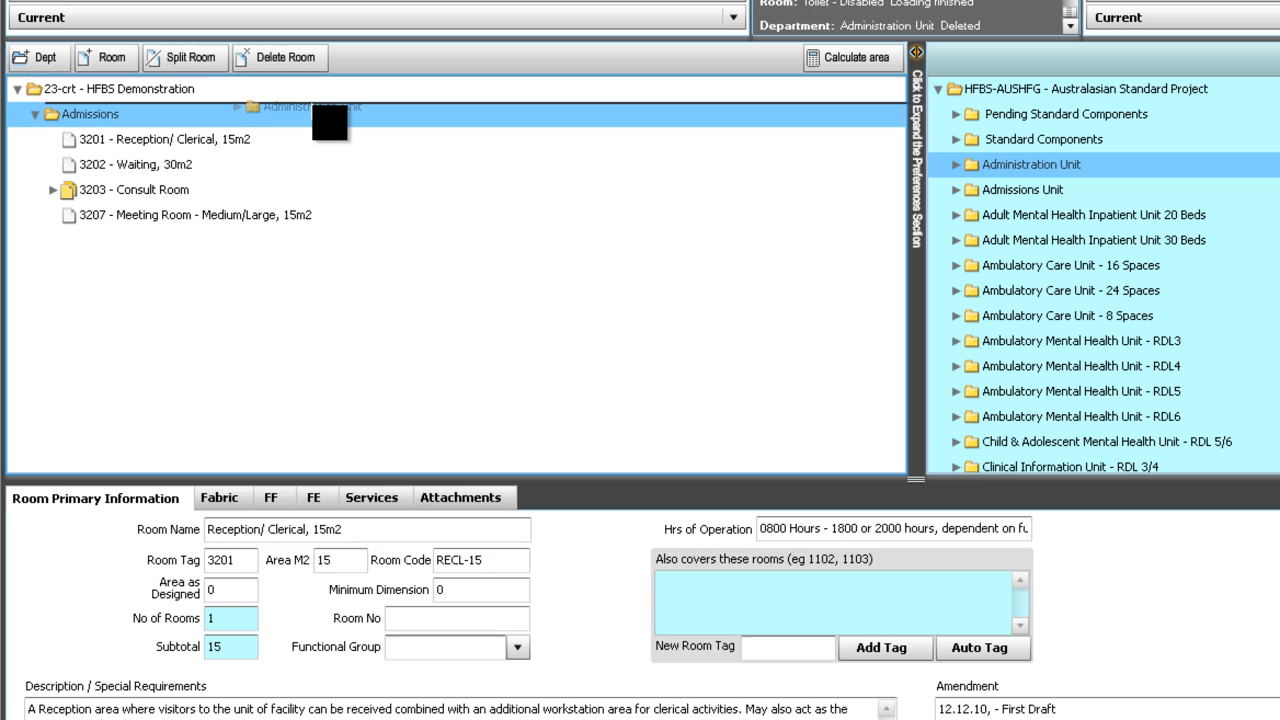 Current
Room: Toilet - Disabled Loading finished
Department: Administration Unit Deleted
Current
Dept
Room
Split Room
Delete Room
Calculate area
23-crt - HFBS Demonstration
Admissions
3201 - Reception/ Clerical, 15m2
3202 - Waiting, 30m2
3203 - Consult Room
3207 - Meeting Room - Medium/Large, 15m2
Click to Expand the Preferences Section
HFBS-AUSHFG - Australasian Standard Project
Pending Standard Components
Standard Components
Administration Unit
Admissions Unit
Adult Mental Health Inpatient Unit 20 Beds
Adult Mental Health Inpatient Unit 30 Beds
Ambulatory Care Unit - 16 Spaces
Ambulatory Care Unit - 24 Spaces
Ambulatory Care Unit - 8 Spaces
Ambulatory Mental Health Unit - RDL3
Ambulatory Mental Health Unit - RDL4
Ambulatory Mental Health Unit - RDL5
Ambulatory Mental Health Unit - RDL6
Child & Adolescent Mental Health Unit - RDL 5/6
Clinical Information Unit - RDL 3/4
Room Primary Information
Fabric
FF
FE
Services
Attachments
Room Name Reception/ Clerical, 15m2
Hrs of Operation 0800 Hours - 1800 or 2000 hours, dependent on
Room Tag 3201 Area M2 15 Room Code RECL-15
Also covers these rooms (eg 1102, 1103)
Area as
Designed 0
Minimum Dimension 0
No of Rooms 1
Room No
Subtotal 15
Functional Group
New Room Tag
Add Tag
Auto Tag
Description / Special Requirements
Amendment
A Reception area where visitors to the unit of facility can be received combined with an additional workstation area for clerical activities. May also act as the
12.12.10, - First Draft